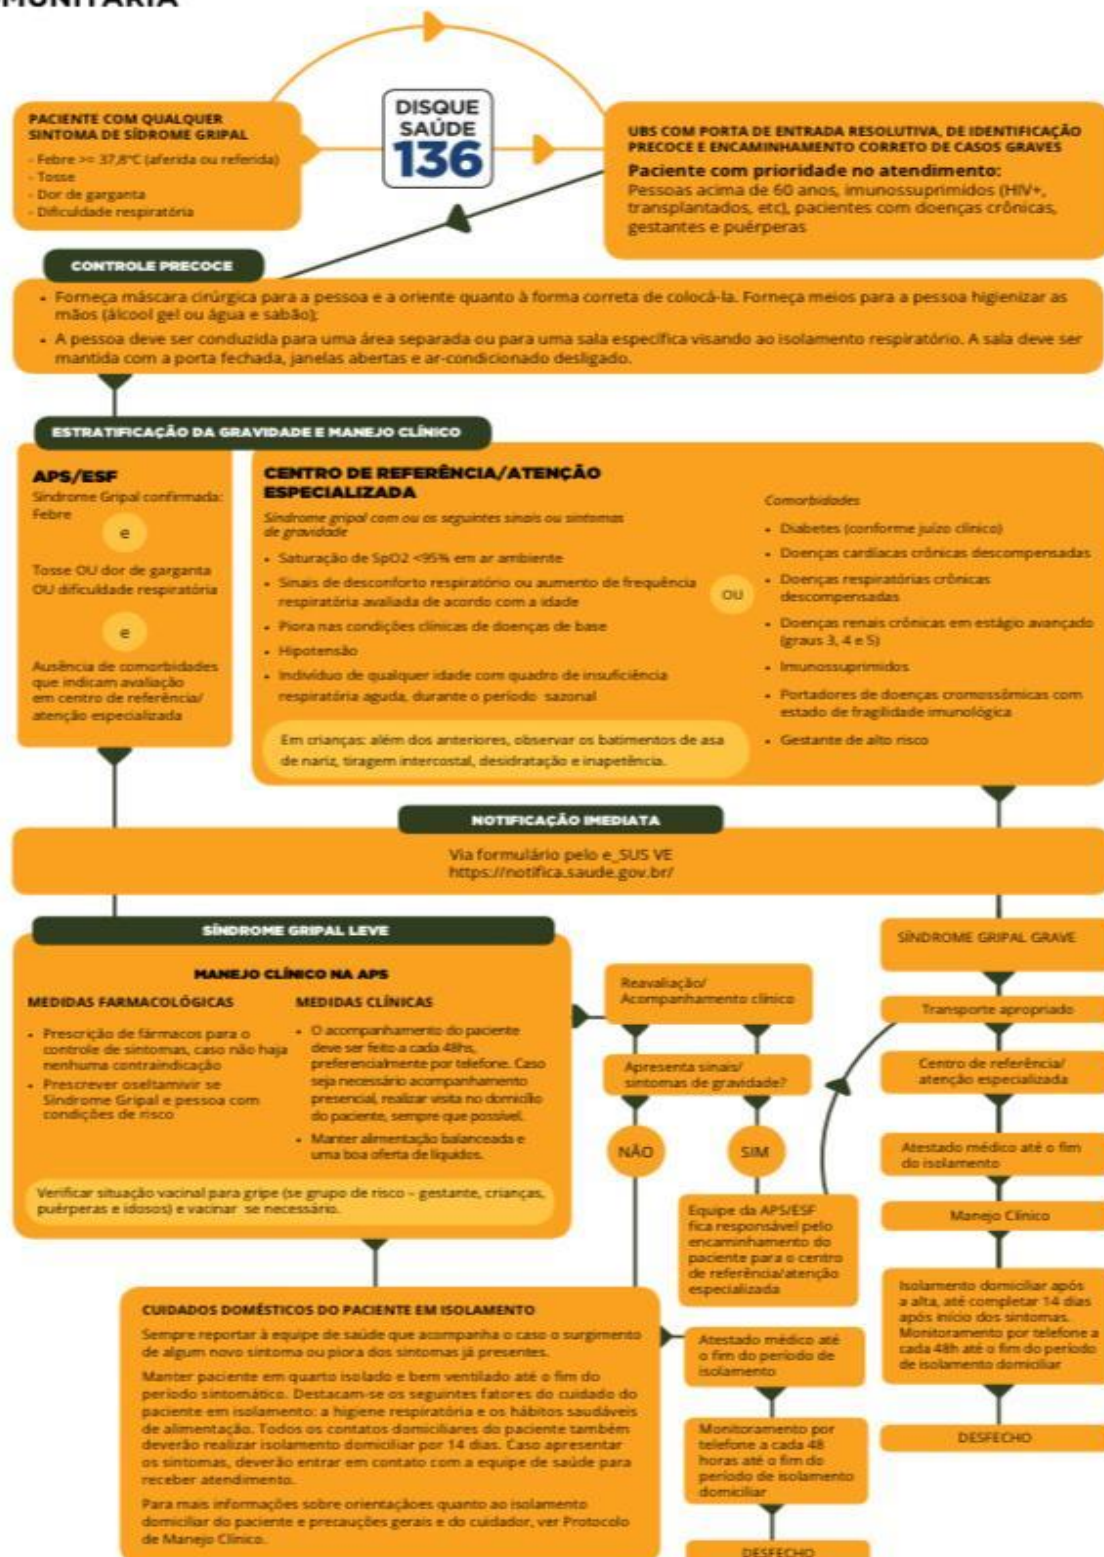 MUNITÁRIA
PACIENTE COM QUALQUER
SINTOMA DE SÍDROME GRIPAL
- Febre >= 37,8°C (aferida ou referida)
- Tosse
- Dor de garganta
- Dificuldade respiratória
DISQUE
SAÚDE
136
UBS COM PORTA DE ENTRADA RESOLUTIVA, DE IDENTIFICAÇÃO
PRECOCE E ENCAMINHAMENTO CORRETO DE CASOS GRAVES
Paciente com prioridade no atendimento:
Pessoas acima de 60 anos, imunossuprimidos (HIV+,
transplantados, etc), pacientes com doenças crônicas,
gestantes e puérperas
CONTROLE PRECOCE
• Forneça máscara cirúrgica para a pessoa e a oriente quanto à forma correta de colocá-la. Forneça meios para a pessoa higienizar as
mãos (álcool gel ou água e sabão);
• A pessoa deve ser conduzida para uma área separada ou para uma sala específica visando ao isolamento respiratório. A sala deve ser
mantida com a porta fechada, janelas abertas e ar-condicionado desligado.
ESTRATIFICAÇÃO DA GRAVIDADE E MANEJO CLÍNICO
APS/ESF
Síndrome Gripal confirmada:
Febre
e
Tosse OU dor de garganta
OU dificuldade respiratória
e
Ausência de comorbidades
que indicam avaliação
em centro de referência/
atenção especializada
CENTRO DE REFERÊNCIA/ATENÇÃO
ESPECIALIZADA
Síndrome gripal com ou os seguintes sinais ou sintomas
de gravidade
• Saturação de SpO2 <95% em ar ambiente
• Sinais de desconforto respiratório ou aumento de frequência
respiratória avaliada de acordo com a idade
• Piora nas condições clínicas de doenças de base
• Hipotensão
• Indivíduo de qualquer idade com quadro de insuficiência
respiratória aguda, durante o período sazonal
Em crianças: além dos anteriores, observar os batimentos de asa
de nariz, tiragem intercostal, desidratação e inapetência.
OU
Comorbidades
• Diabetes (conforme juízo clínico)
• Doenças cardíacas crônicas descompensadas
• Doenças respiratórias crônicas
descompensadas
• Doenças renais crônicas em estágio avançado
(graus 3, 4 e 5)
• Imunossuprimidos
• Portadores de doenças cromossômicas com
estado de fragilidade imunológica
• Gestante de alto risco
NOTIFICAÇÃO IMEDIATA
Via formulário pelo e_SUS VE
https://notifica.saude.gov.br/
SÍNDROME GRIPAL LEVE
MANEJO CLÍNICO NA APS
MEDIDAS FARMACOLÓGICAS
• Prescrição de fármacos para o
controle de sintomas, caso não haja
nenhuma contraindicação
• Prescrever oseltamivir se
Síndrome Gripal e pessoa com
condições de risco
MEDIDAS CLÍNICAS
• O acompanhamento do paciente
deve ser feito a cada 48hs,
preferencialmente por telefone. Caso
seja necessário acompanhamento
presencial, realizar visita no domicílio
do paciente, sempre que possível.
• Manter alimentação balanceada e
uma boa oferta de líquidos.
Verificar situação vacinal para gripe (se grupo de risco – gestante, crianças,
puérperas e idosos) e vacinar se necessário.
Reavaliação/
Acompanhamento clínico
Apresenta sinais/
sintomas de gravidade?
NÃO
SIM
Equipe da APS/ESF
fica responsável pelo
encaminhamento do
paciente para o centro
de referência/atenção
especializada
SÍNDROME GRIPAL GRAVE
Transporte apropriado
Centro de referência/
atenção especializada
Atestado médico até o fim
do isolamento
Manejo Clínico
Isolamento domiciliar após
a alta, até completar 14 dias
após início dos sintomas.
Monitoramento por telefone a
cada 48h até o fim do período
de isolamento domiciliar
DESFECHO
CUIDADOS DOMÉSTICOS DO PACIENTE EM ISOLAMENTO
Sempre reportar à equipe de saúde que acompanha o caso o surgimento
de algum novo sintoma ou piora dos sintomas já presentes.
Manter paciente em quarto isolado e bem ventilado até o fim do
período sintomático. Destacam-se os seguintes fatores do cuidado do
paciente em isolamento: a higiene respiratória e os hábitos saudáveis
de alimentação. Todos os contatos domiciliares do paciente também
deverão realizar isolamento domiciliar por 14 dias. Caso apresentar
os sintomas, deverão entrar em contato com a equipe de saúde para
receber atendimento.
Para mais informações sobre orientaçãoes quanto ao isolamento
domiciliar do paciente e precauções gerais e do cuidador, ver Protocolo
de Manejo Clínico.
Atestado médico até
o fim do período de
isolamento
Monitoramento por
telefone a cada 48
horas até o fim do
período de isolamento
domiciliar
DESFECHO